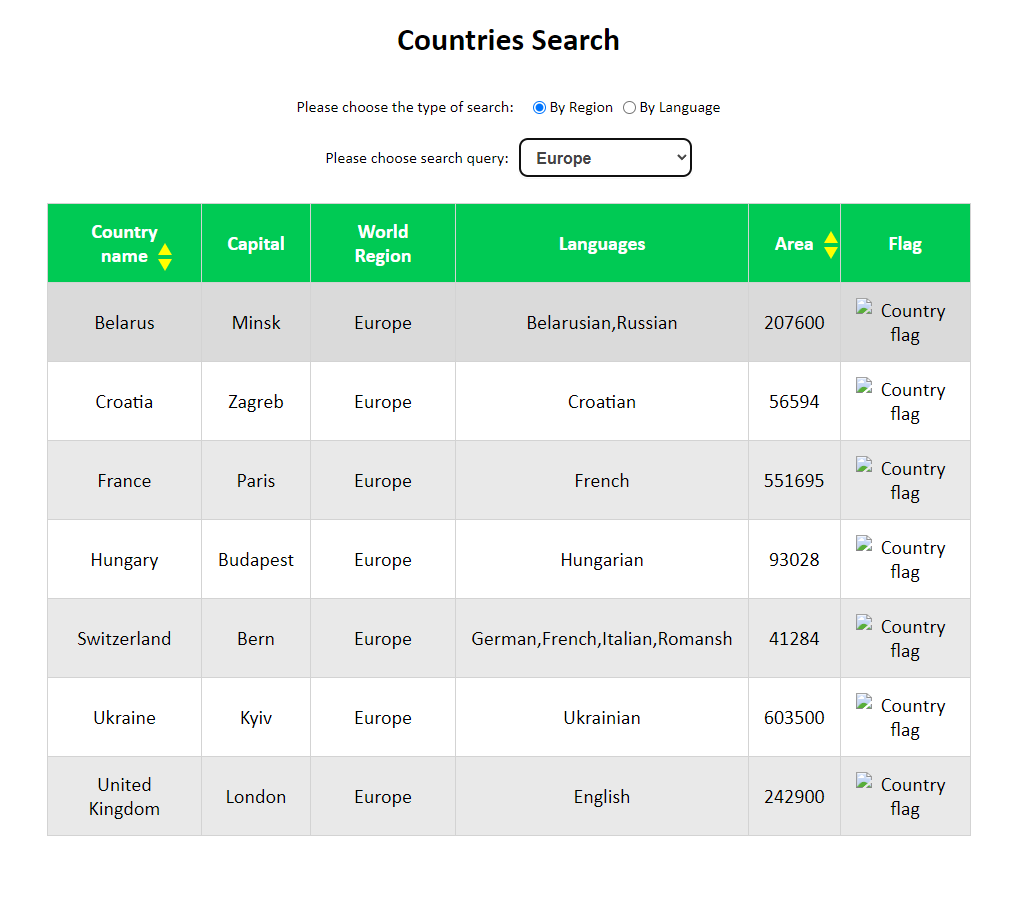 Countries Search
Please choose the type of search: By Region By Language
Please choose search query: Europe
Country name Capital World Region Languages Area Flag
Belarus Minsk Europe Belarusian,Russian 207600 Country flag
Croatia Zagreb Europe Croatian 56594 Country flag
France Paris Europe French 551695 Country flag
Hungary Budapest Europe Hungarian 93028 Country flag
Switzerland Bern Europe German,French,Italian,Romansh 41284 Country flag
Ukraine Kyiv Europe Ukrainian 603500 Country flag
United Kingdom London Europe English 242900 Country flag